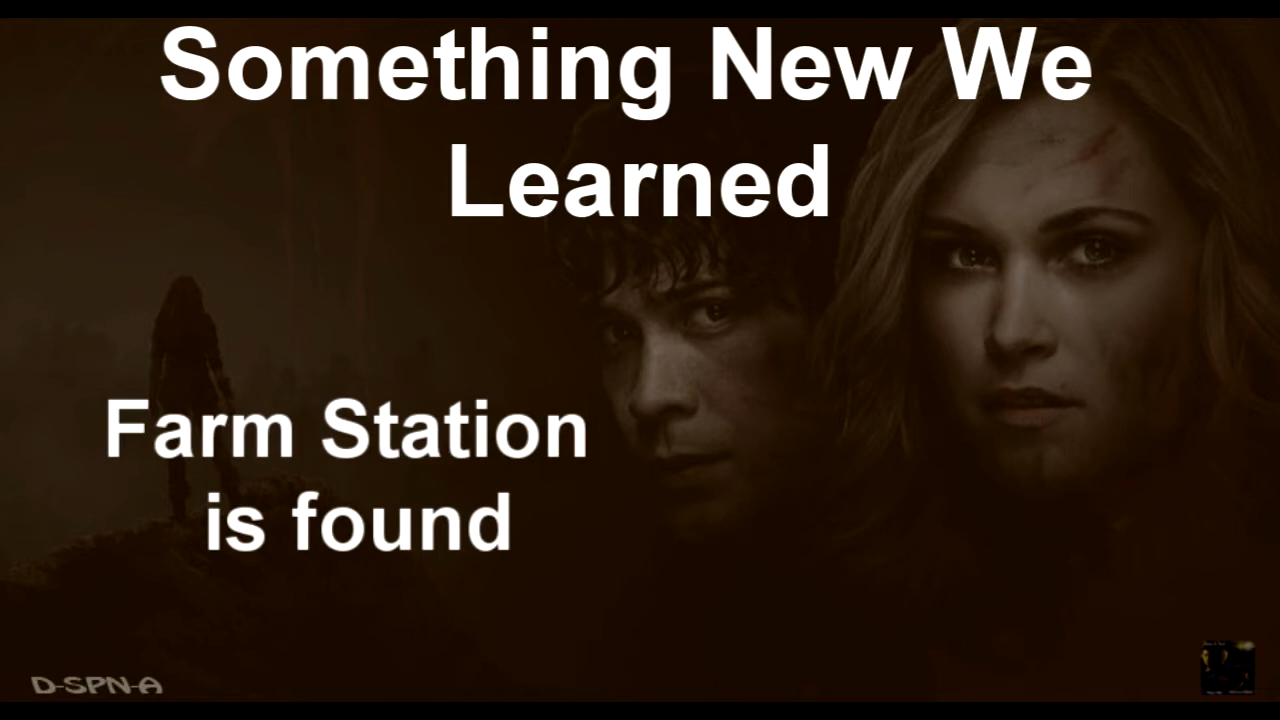 Something New We
Learned
Farm Station
is found
D-SPN-A